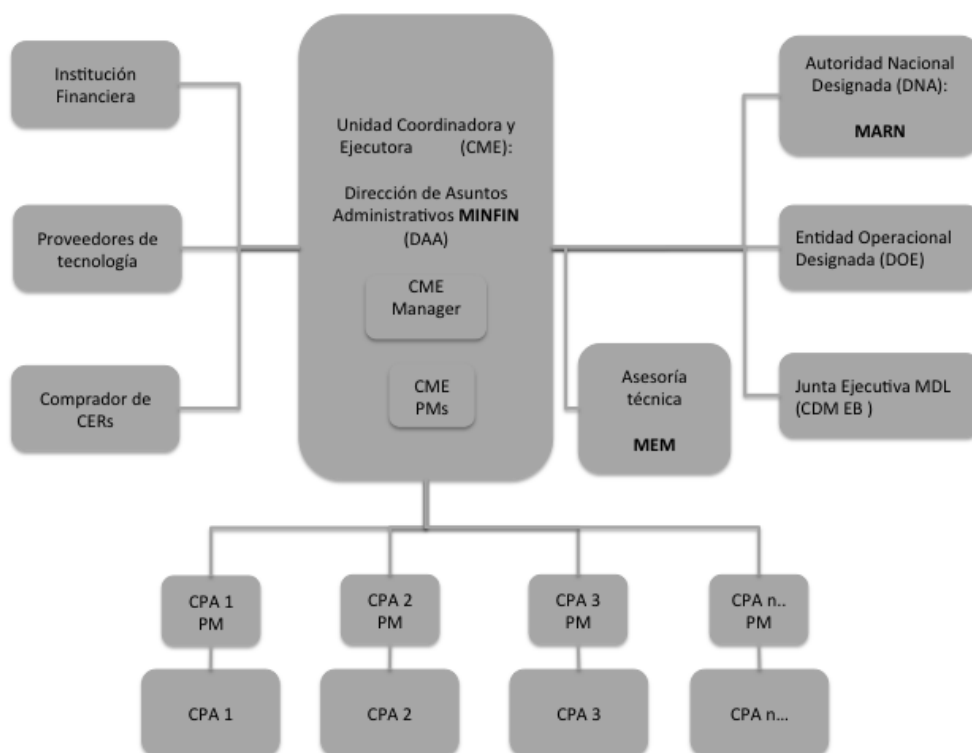 Institución
Financiera
Proveedores de
tecnología
Comprador de
CERs
Unidad Coordinadora y
Ejecutora (CME):
Dirección de Asuntos
Administrativos MINFIN
(DAA)
CME
Manager
CME
PMs
Autoridad Nacional
Designada (DNA):
MARN
Entidad Operacional
Designada (DOE)
Junta Ejecutiva MDL
(CDM EB )
Asesoría
técnica
MEM
CPA 1
PM
CPA 2
PM
CPA 3
PM
CPA n..
PM
CPA 1
CPA 2
CPA 3
CPA n...